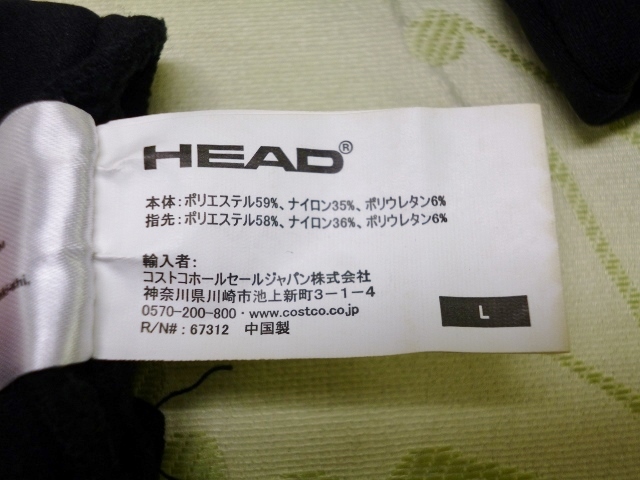 HEAD®
本体:ポリエステル59%、ナイロン35%、ポリウレタン6%
指先:ポリエステル58%、ナイロン36%、ポリウレタン6%
輸入者:
コストコホールセールジャパン株式会社
神奈川県川崎市池上新町3-1-4
0570-200-800・www.costco.co.jp
R/N#: 67312 中国製
L